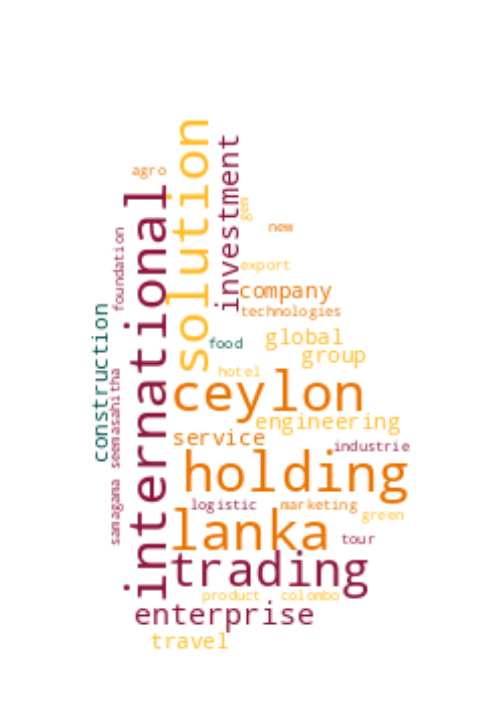 solution
investment
agro
gem
international
new
foundation
export
company
technologies
construction
food
global
group
hotel
seemasahitha
ceylon
engineering
service
industrie
holding
samagama
logistic
marketing
green
lanka
tour
trading
product
colombo
enterprise
travel